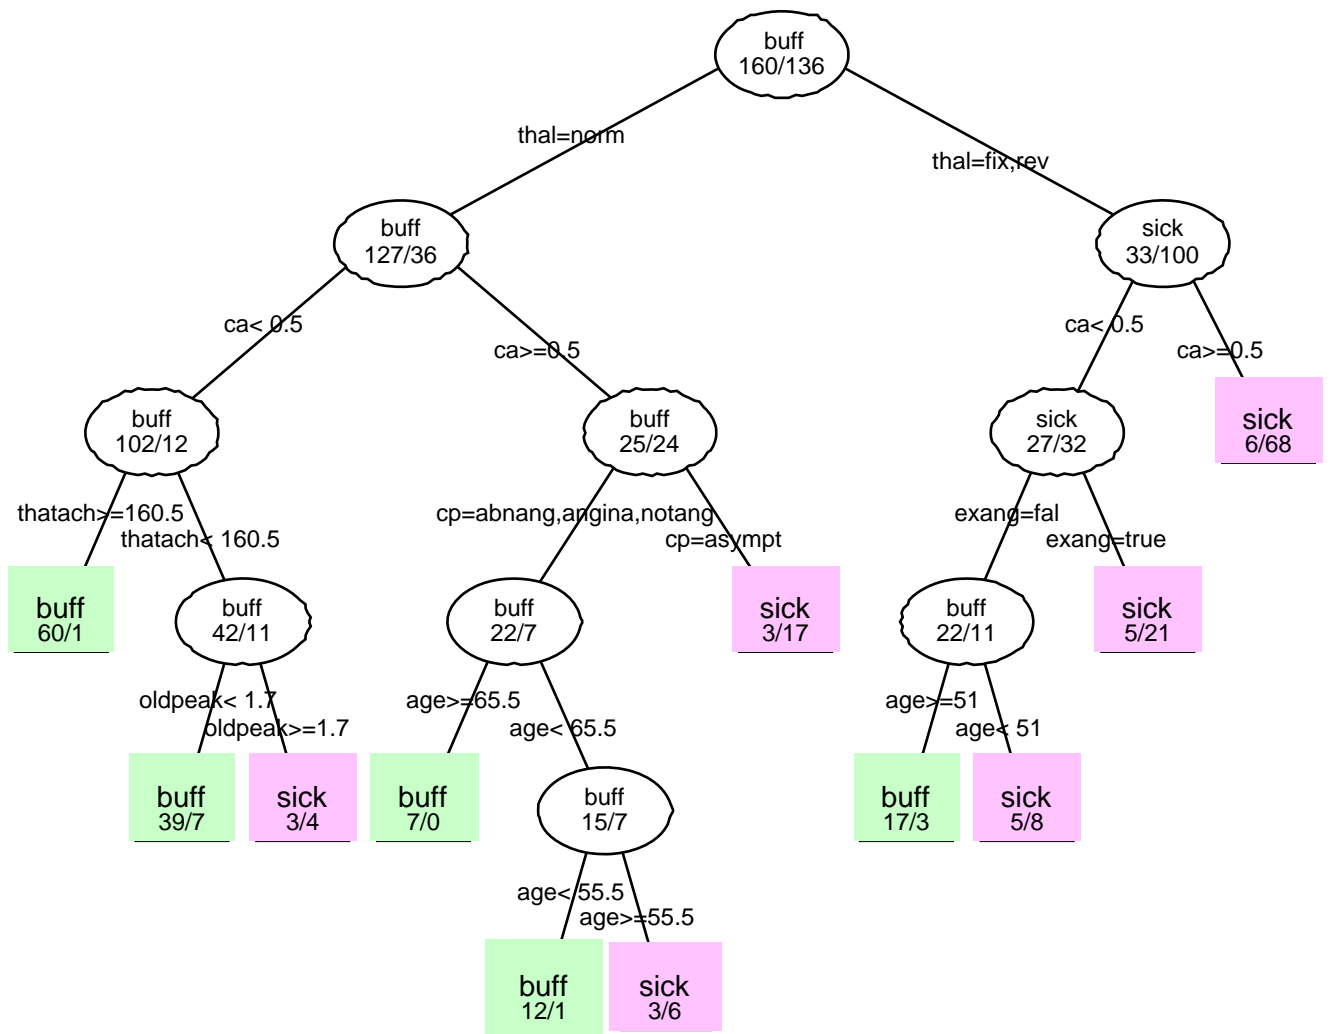 buff
160/136
thal=norm
thal=fix,rev
buff
127/36
sick
33/100
ca< 0.5
ca>=0.5
ca< 0.5
ca>=0.5
buff
102/12
buff
25/24
sick
27/32
sick
6/68
thatach>=160.5
thatach< 160.5
cp=abnang,angina,notang
cp=asympt
exang=fal
exang=true
buff
60/1
buff
42/11
buff
22/7
sick
3/17
buff
22/11
sick
5/21
oldpeak< 1.7
oldpeak>=1.7
age>=65.5
age< 65.5
age>=51
age< 51
buff
39/7
sick
3/4
buff
7/0
buff
15/7
buff
17/3
sick
5/8
age< 55.5
age>=55.5
buff
12/1
sick
3/6